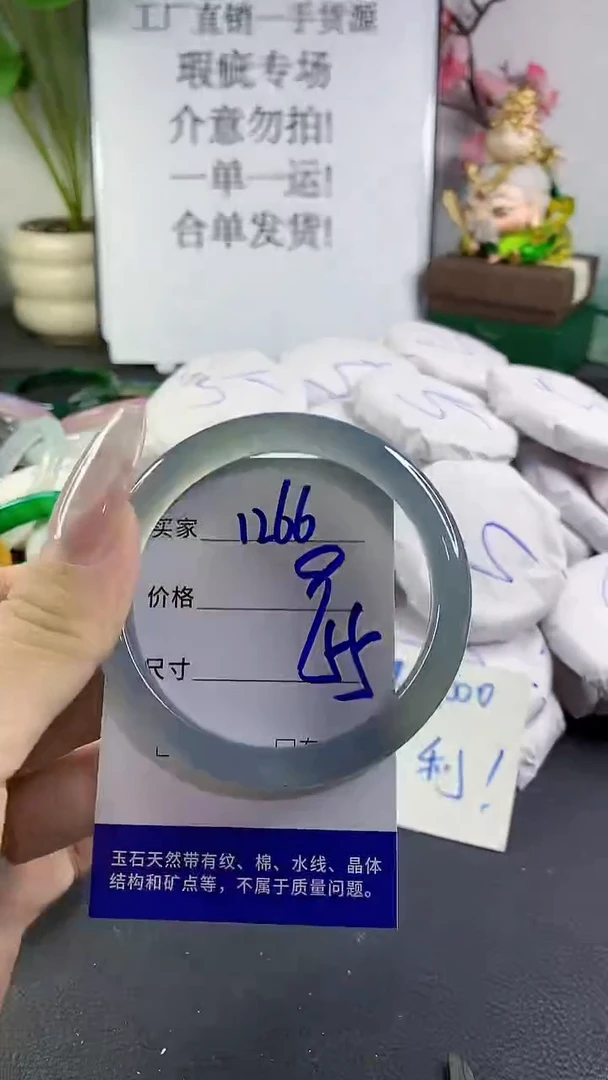 工厂直销一手货源
瑕疵专场
介意勿拍!
一单一运!
合单发货!
买家 1266
价格
尺寸
利!
玉石天然带有纹、棉、水线、晶体
结构和矿点等，不属于质量问题。